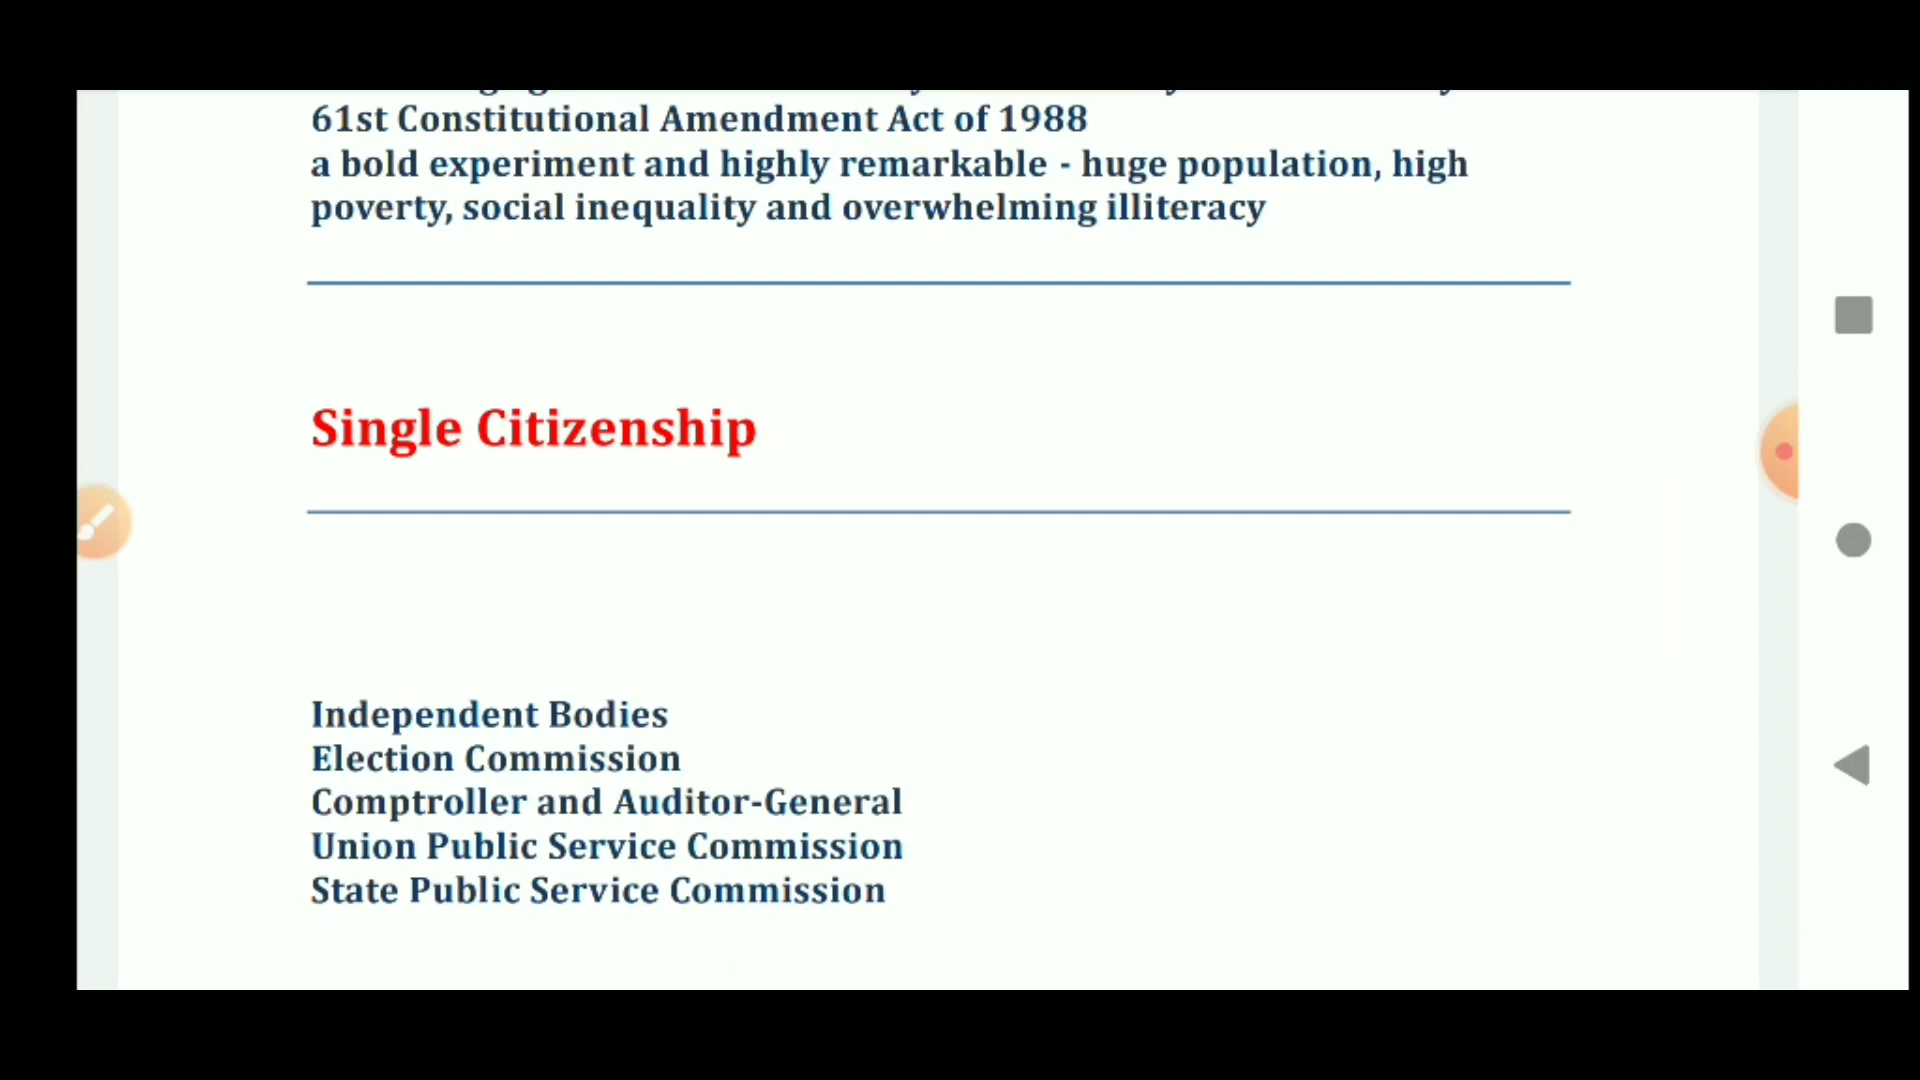 61st Constitutional Amendment Act of 1988
a bold experiment and highly remarkable - huge population, high
poverty, social inequality and overwhelming illiteracy
Single Citizenship
Independent Bodies
Election Commission
Comptroller and Auditor-General
Union Public Service Commission
State Public Service Commission